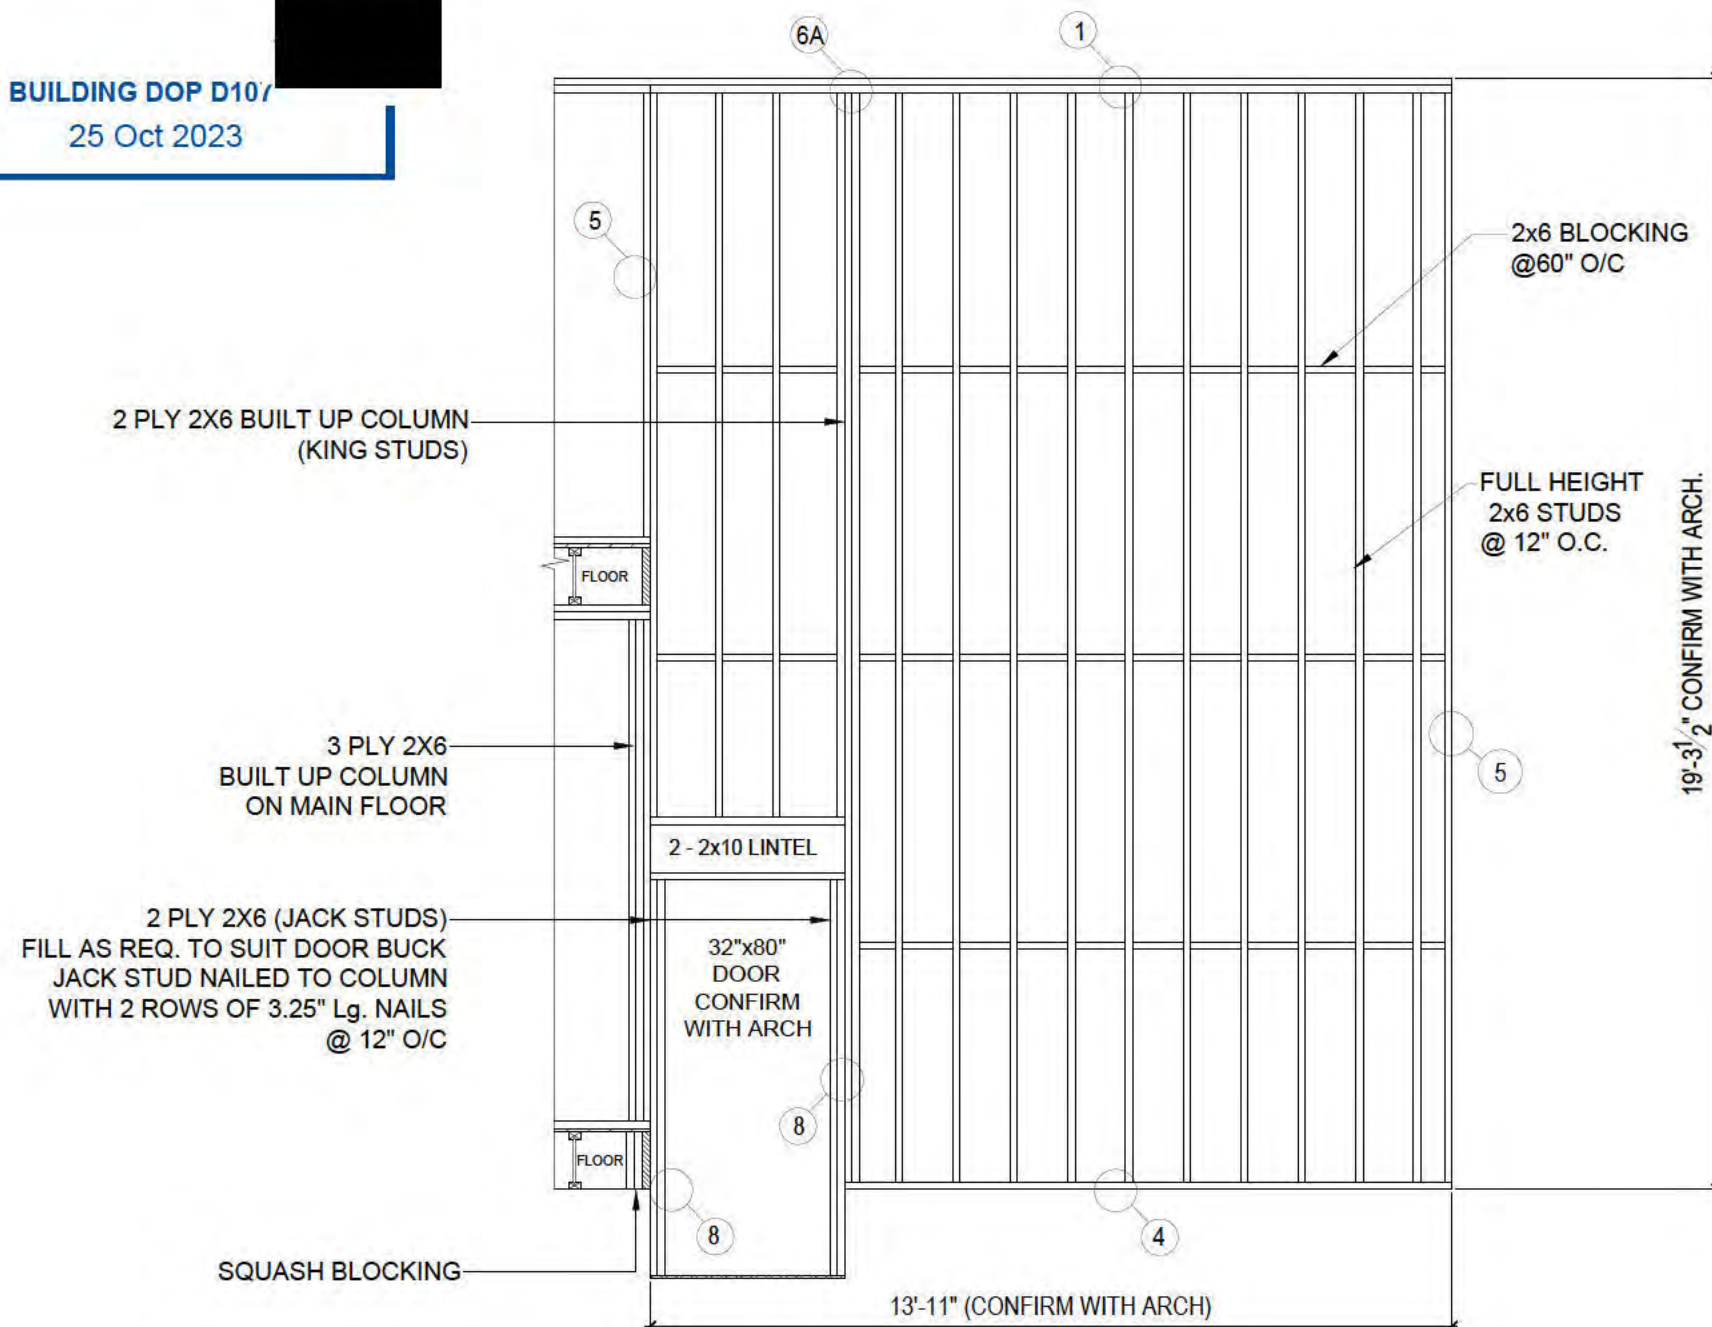 BUILDING DOP D107
25 Oct 2023
6A
1
5
2x6 BLOCKING
@60" O/C
2 PLY 2X6 BUILT UP COLUMN
(KING STUDS)
FULL HEIGHT
2x6 STUDS
@ 12" O.C.
19'-3 1/2" CONFIRM WITH ARCH.
FLOOR
3 PLY 2X6
BUILT UP COLUMN
ON MAIN FLOOR
5
2 - 2x10 LINTEL
2 PLY 2X6 (JACK STUDS)
FILL AS REQ. TO SUIT DOOR BUCK
JACK STUD NAILED TO COLUMN
WITH 2 ROWS OF 3.25" Lg. NAILS
@ 12" O/C
32"x80"
DOOR
CONFIRM
WITH ARCH
8
FLOOR
8
4
SQUASH BLOCKING
13'-11" (CONFIRM WITH ARCH)